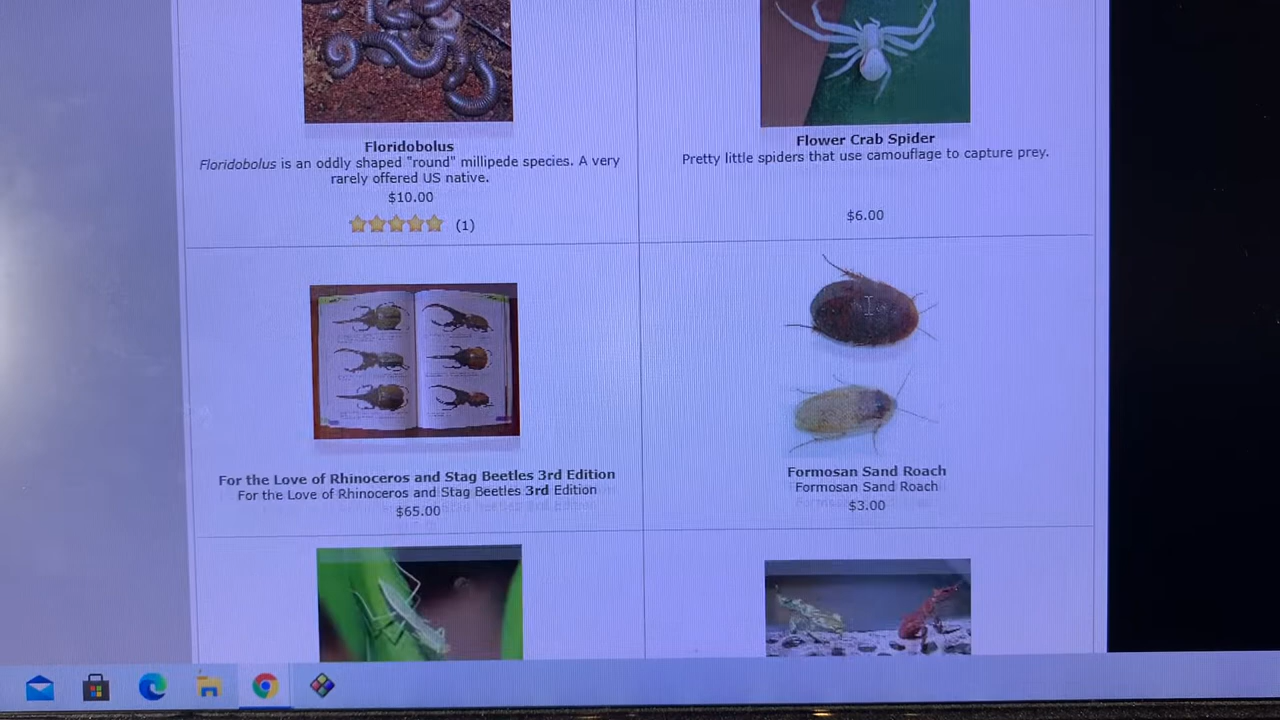 Floridobolus
Floridobolus is an oddly shaped "round" millipede species. A very
rarely offered US native.
$10.00
(1)
Flower Crab Spider
Pretty little spiders that use camouflage to capture prey.
$6.00
For the Love of Rhinoceros and Stag Beetles 3rd Edition
For the Love of Rhinoceros and Stag Beetles 3rd Edition
$65.00
Formosan Sand Roach
Formosan Sand Roach
$3.00